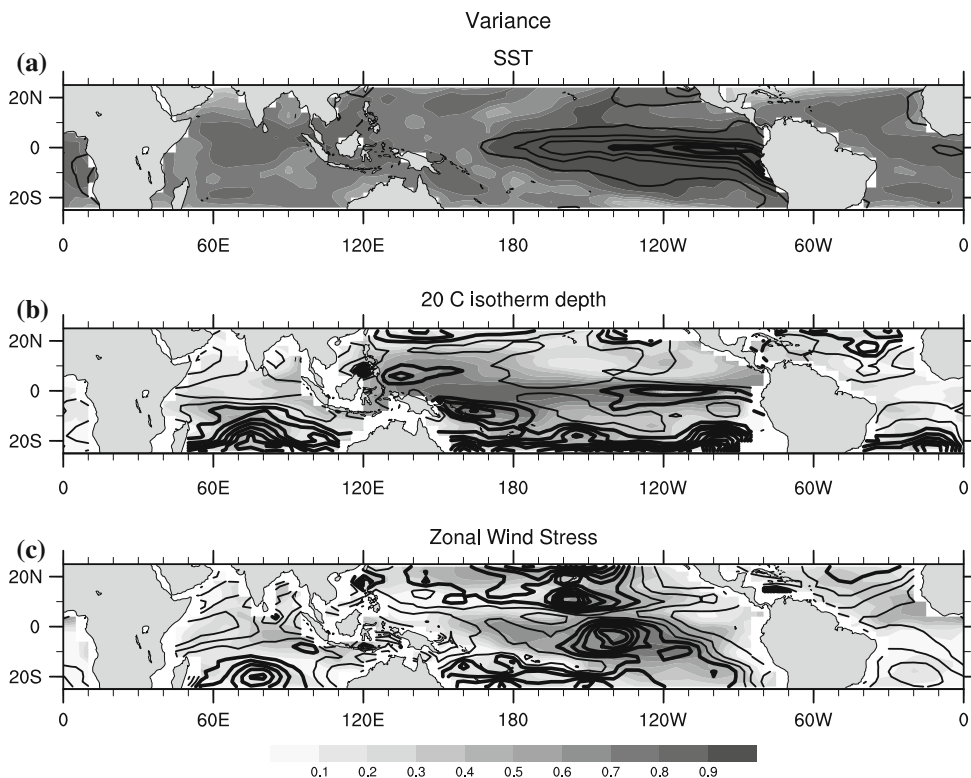 Variance
(a)
SST
20N
0
20S
0 60E 120E 180 120W 60W 0
(b)
20 C isotherm depth
20N
0
20S
0 60E 120E 180 120W 60W 0
(c)
Zonal Wind Stress
20N
0
20S
0 60E 120E 180 120W 60W 0
0.1 0.2 0.3 0.4 0.5 0.6 0.7 0.8 0.9